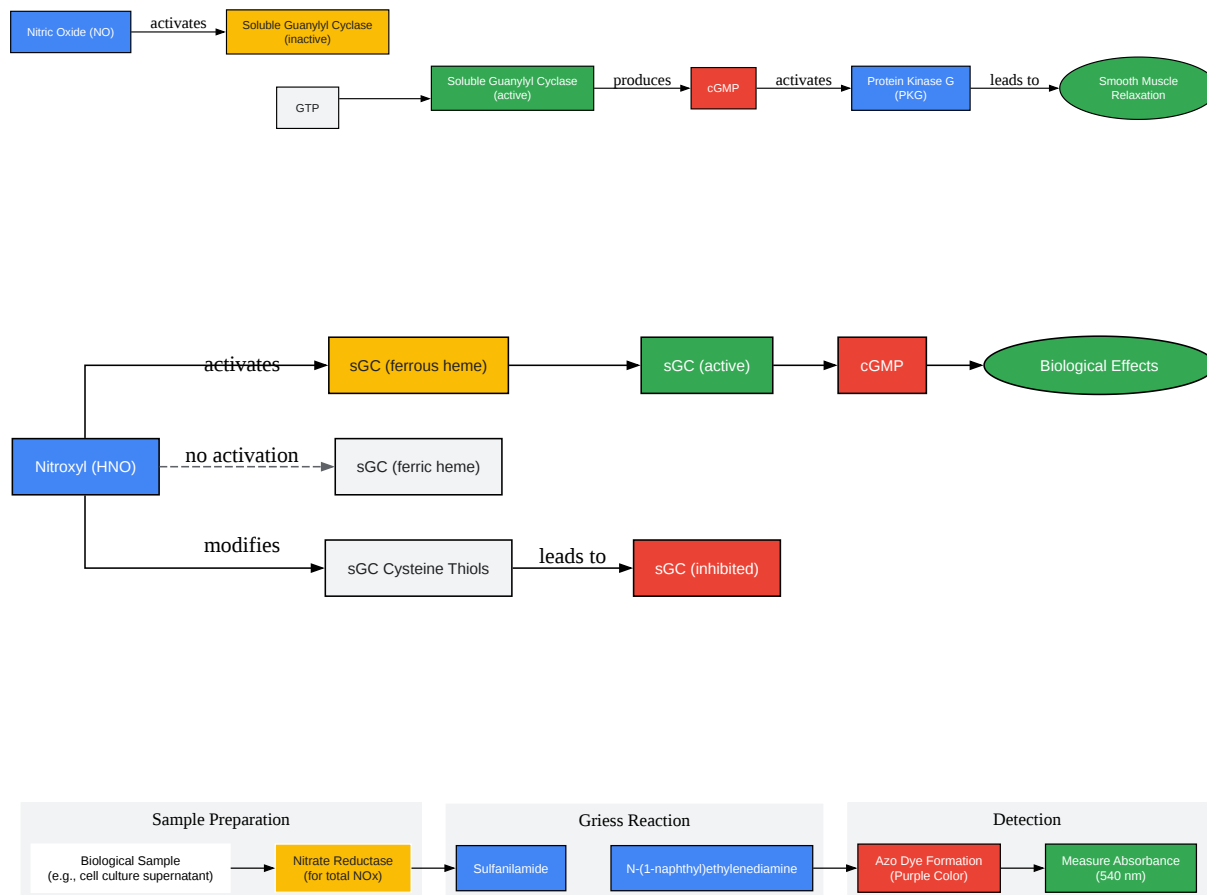 Nitric Oxide (NO)
activates
Soluble Guanylyl Cyclase
(inactive)
GTP
Soluble Guanylyl Cyclase
(active)
produces
cGMP
activates
Protein Kinase G
(PKG)
leads to
Smooth Muscle
Relaxation
activates
sGC (ferrous heme)
sGC (active)
cGMP
Biological Effects
Nitroxyl (HNO)
no activation
sGC (ferric heme)
modifies
sGC Cysteine Thiols
leads to
sGC (inhibited)
Sample Preparation
Biological Sample
(e.g., cell culture supernatant)
Nitrate Reductase
(for total NOx)
Griess Reaction
Sulfanilamide
N-(1-naphthyl)ethylenediamine
Detection
Azo Dye Formation
(Purple Color)
Measure Absorbance
(540 nm)